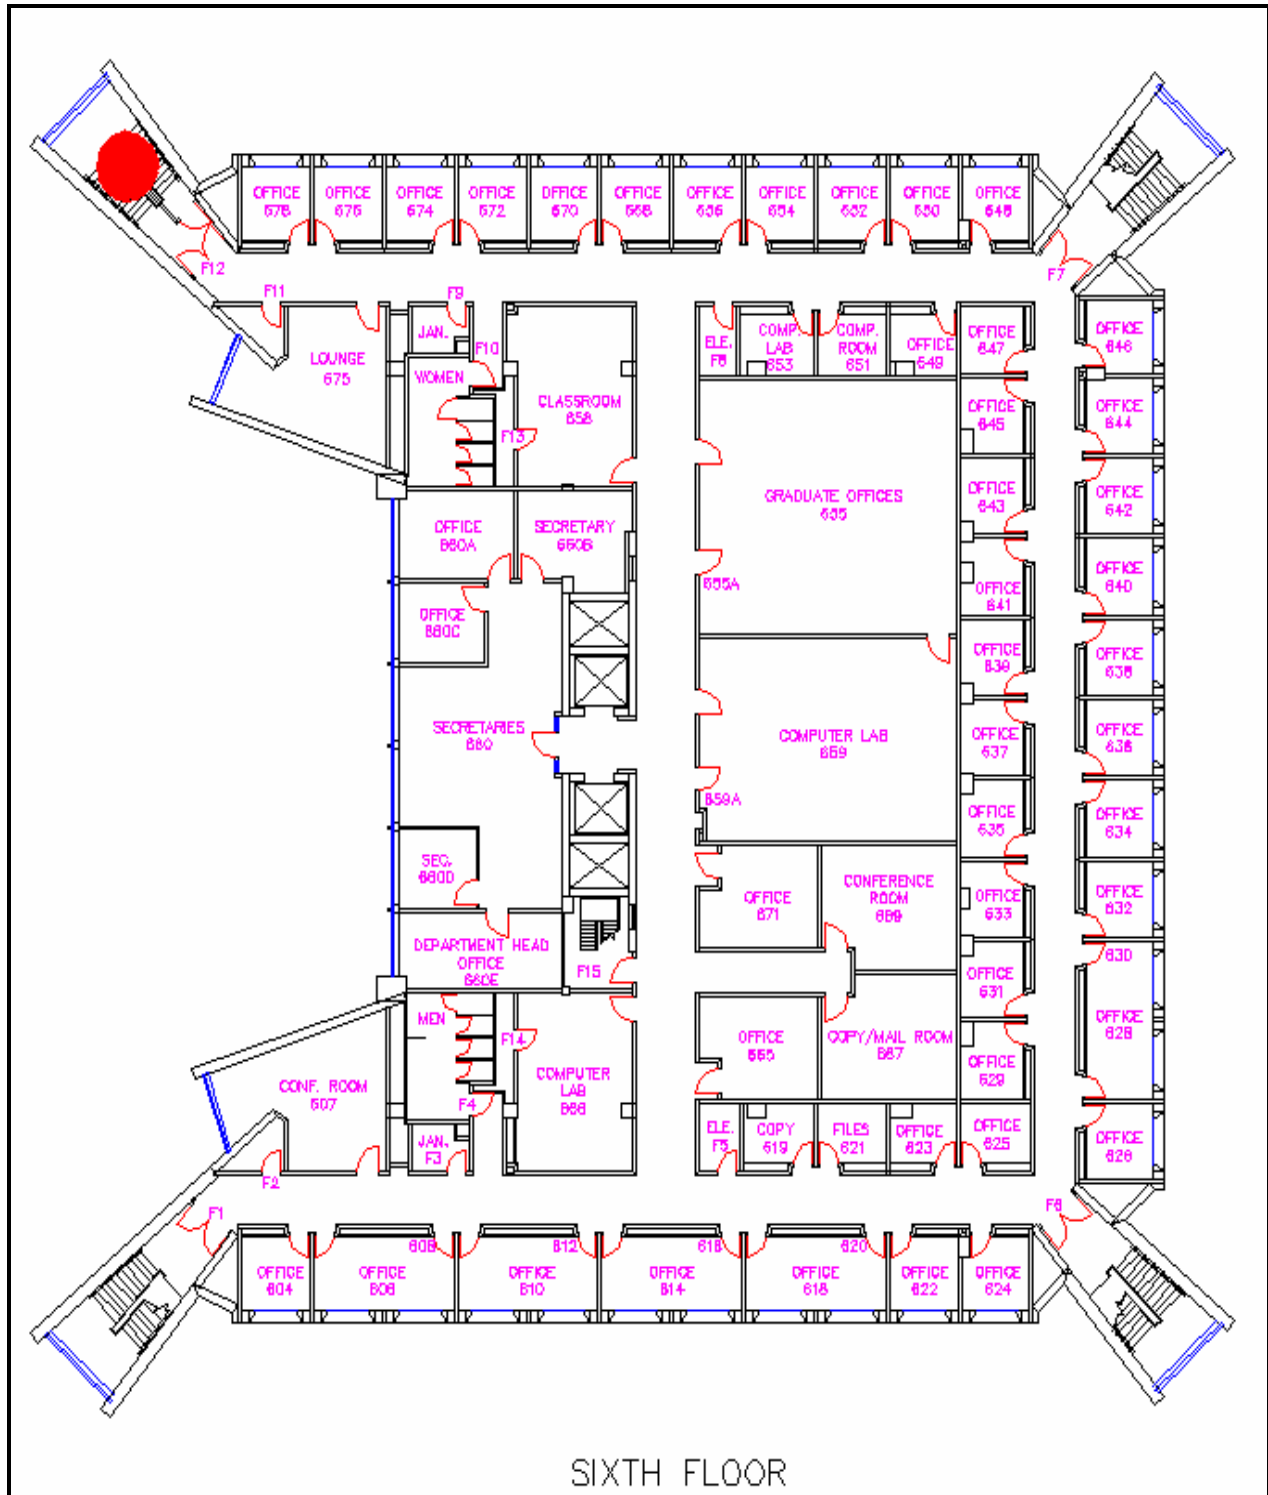 OFFICE
678
OFFICE
676
OFFICE
674
OFFICE
672
OFFICE
670
OFFICE
668
OFFICE
656
OFFICE
654
OFFICE
652
OFFICE
650
OFFICE
648
F12
F11
F9
F7
JAN.
F10
LOUNGE
675
WOMEN
CLASSROOM
658
F13
ELE.
F8
COMP.
LAB
653
COMP.
ROOM
651
OFFICE
649
OFFICE
647
OFFICE
646
OFFICE
645
OFFICE
644
GRADUATE OFFICES
655
OFFICE
643
OFFICE
642
OFFICE
660A
SECRETARY
660B
655A
OFFICE
641
OFFICE
640
OFFICE
660C
OFFICE
639
OFFICE
638
SECRETARIES
660
COMPUTER LAB
659
OFFICE
637
OFFICE
636
659A
OFFICE
635
OFFICE
634
SEC.
660D
OFFICE
671
CONFERENCE
ROOM
669
OFFICE
633
OFFICE
632
DEPARTMENT HEAD
OFFICE
660E
F15
OFFICE
631
630
OFFICE
628
MEN
F14
OFFICE
665
COPY/MAIL ROOM
667
OFFICE
629
CONF. ROOM
607
COMPUTER
LAB
666
F4
JAN.
F3
ELE.
F5
COPY
619
FILES
621
OFFICE
623
OFFICE
625
OFFICE
626
F2
F1
F6
608
612
616
620
OFFICE
604
OFFICE
606
OFFICE
610
OFFICE
614
OFFICE
618
OFFICE
622
OFFICE
624
SIXTH FLOOR